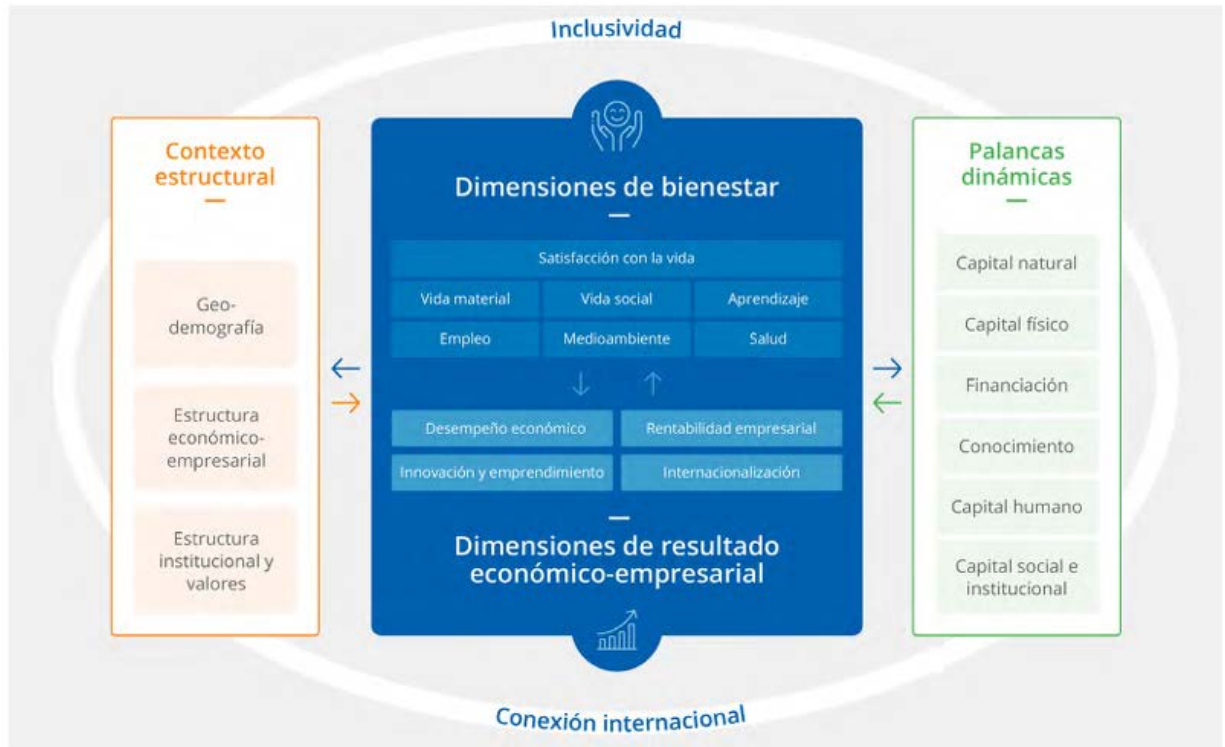 Inclusividad
Contexto
estructural
Geo-
demografía
Estructura
económico-
empresarial
Estructura
institucional y
valores
Dimensiones de bienestar
Satisfacción con la vida
Vida material
Vida social
Aprendizaje
Empleo
Medioambiente
Salud
Desempeño económico
Rentabilidad empresarial
Innovación y emprendimiento
Internacionalización
Dimensiones de resultado
económico-empresarial
Palancas
dinámicas
Capital natural
Capital físico
Financiación
Conocimiento
Capital humano
Capital social e
institucional
Conexión internacional